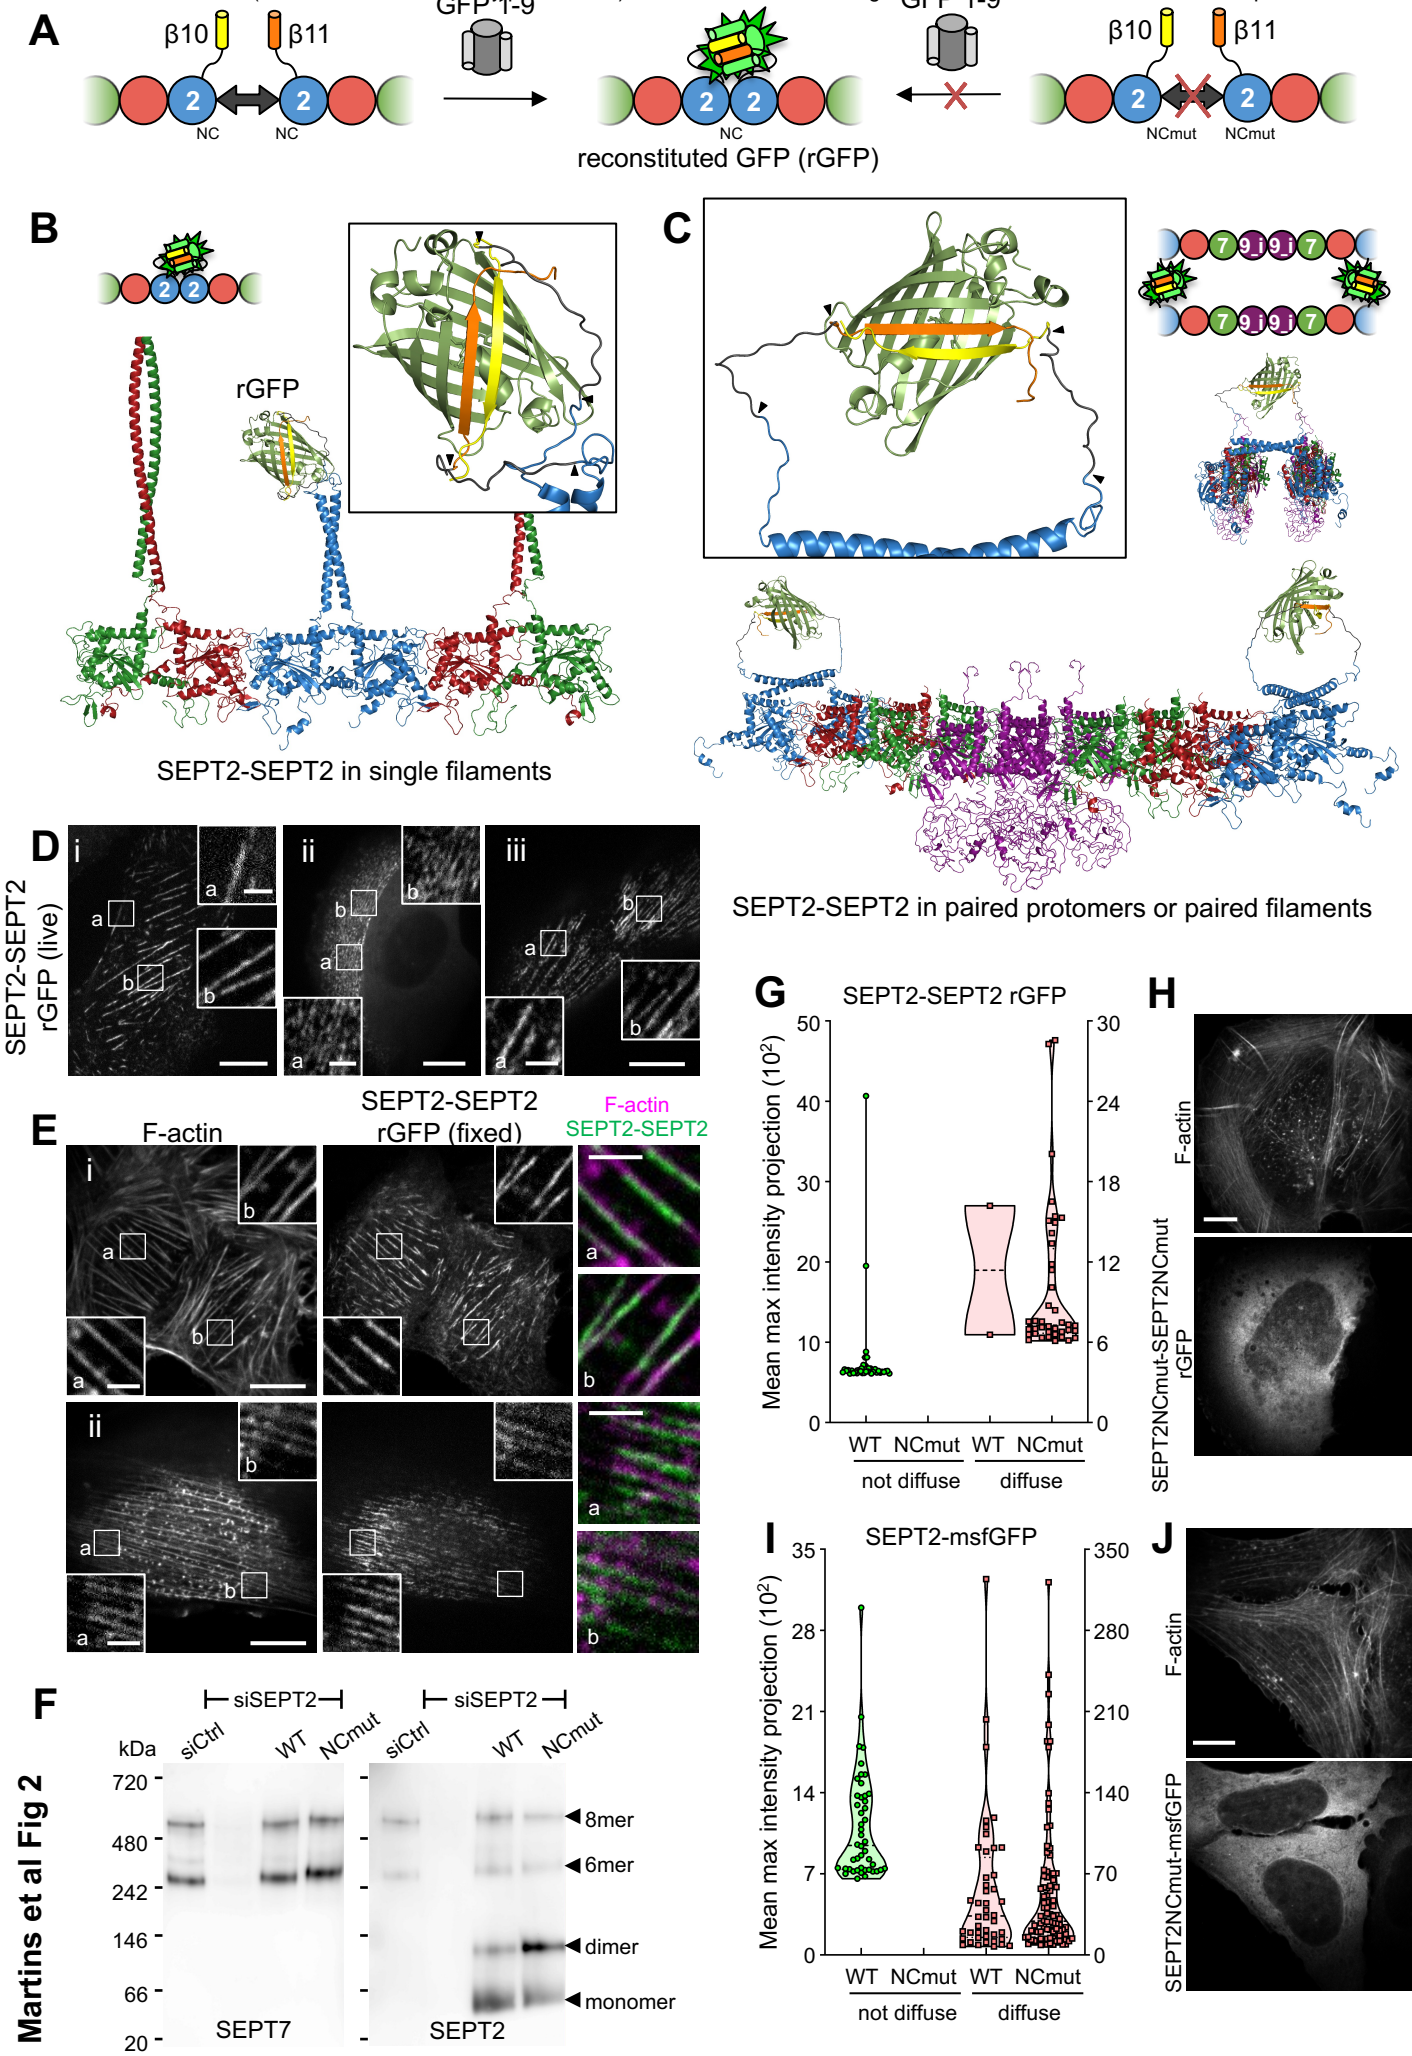 A
β10
β11
GFP 1-9
GFP 1-9
β10
β11
2
2
2
2
2
2
NC
NC
NC
NCmut
NCmut
reconstituted GFP (rGFP)
B
C
2
2
7
9_i
9_i
7
7
9_i
9_i
7
rGFP
SEPT2-SEPT2 in single filaments
SEPT2-SEPT2 in paired protomers or paired filaments
D
SEPT2-SEPT2
rGFP (live)
i
a
b
a
b
ii
b
a
b
a
iii
b
a
b
a
E
F-actin
SEPT2-SEPT2
rGFP (fixed)
F-actin
SEPT2-SEPT2
i
a
b
b
a
a
b
ii
a
b
b
a
a
b
F
siSEPT2
siSEPT2
kDa
siCtrl
WT
NCmut
siCtrl
WT
NCmut
720
480
242
146
66
20
8mer
6mer
dimer
monomer
SEPT7
SEPT2
Martins et al Fig 2
G
SEPT2-SEPT2 rGFP
Mean max intensity projection (10²)
50
40
30
20
10
0
30
24
18
12
6
0
WT
NCmut
WT
NCmut
not diffuse
diffuse
H
F-actin
SEPT2NCmut-SEPT2NCmut
rGFP
I
SEPT2-msfGFP
Mean max intensity projection (10²)
35
28
21
14
7
0
350
280
210
140
70
0
WT
NCmut
WT
NCmut
not diffuse
diffuse
J
F-actin
SEPT2NCmut-msfGFP